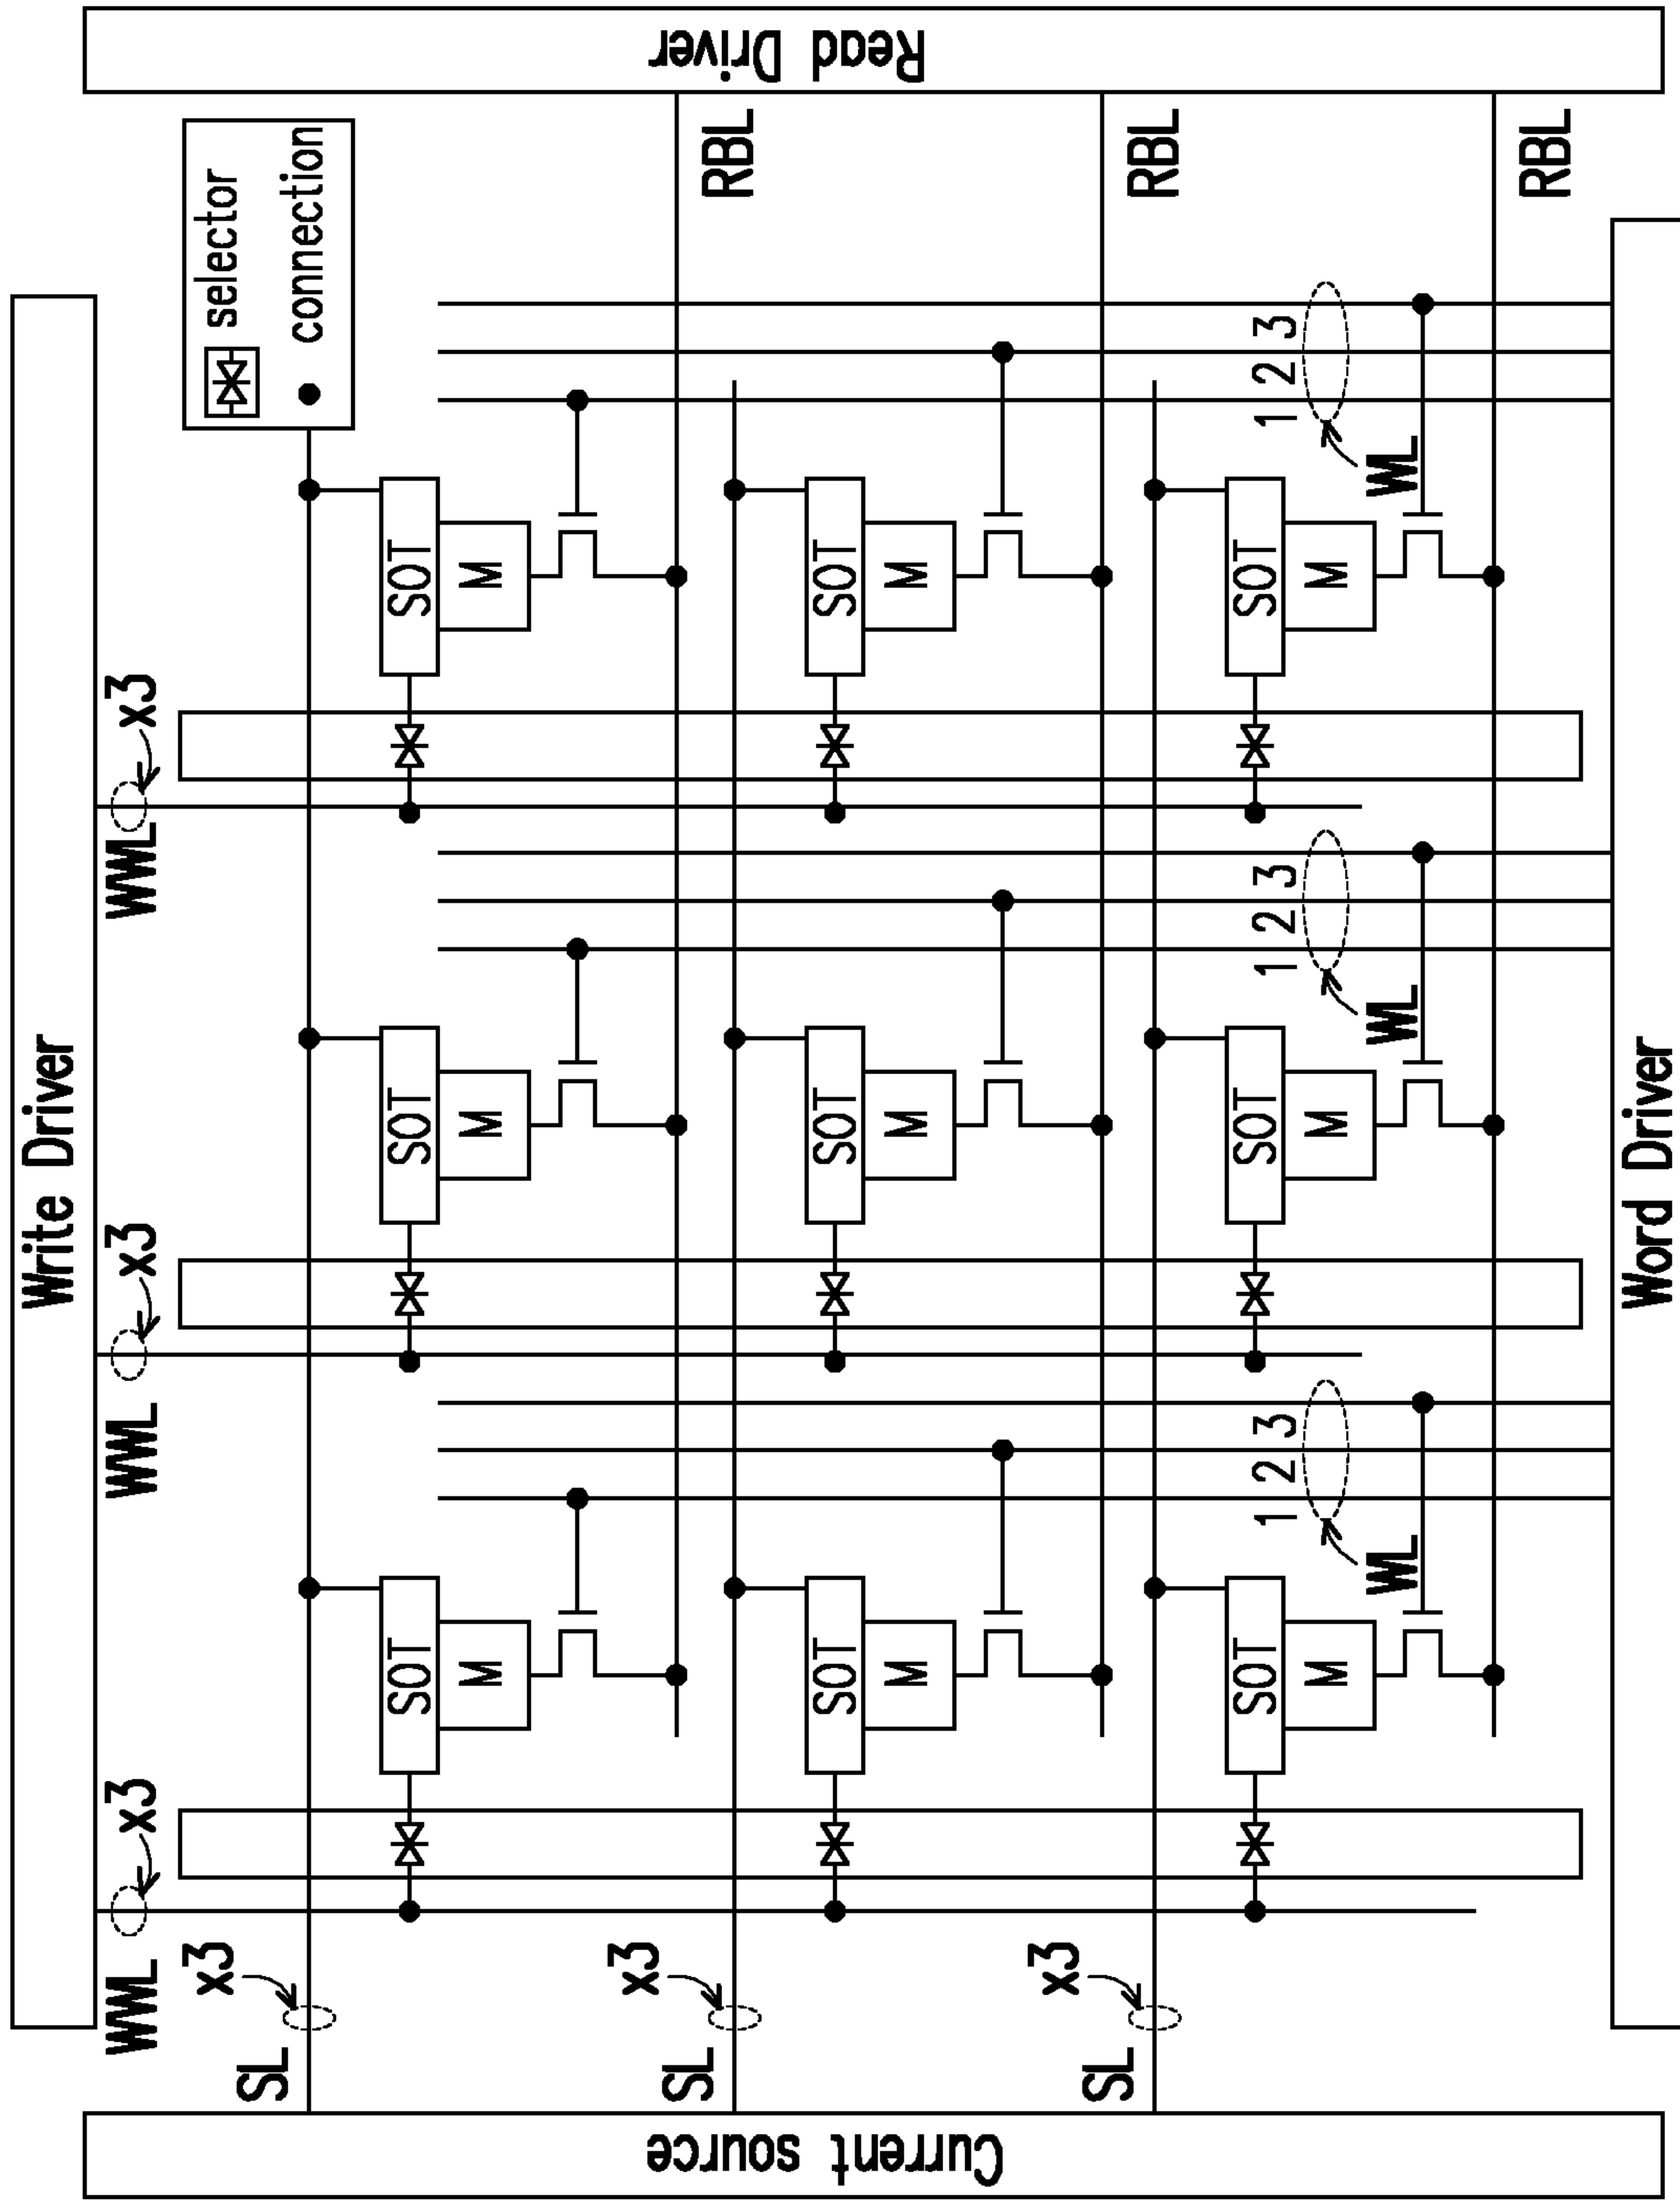 Write Driver
WWL x3 WWL x3 WWL x3
x3
SL
selector
connection
Current source
Read Driver
SOT SOT SOT
M M M
x3
SL
RBL
SOT SOT SOT
M M M
x3
SL
RBL
SOT 1 2 3 SOT 1 2 3 SOT 1 2 3
M M M
WL WL WL
RBL
Word Driver